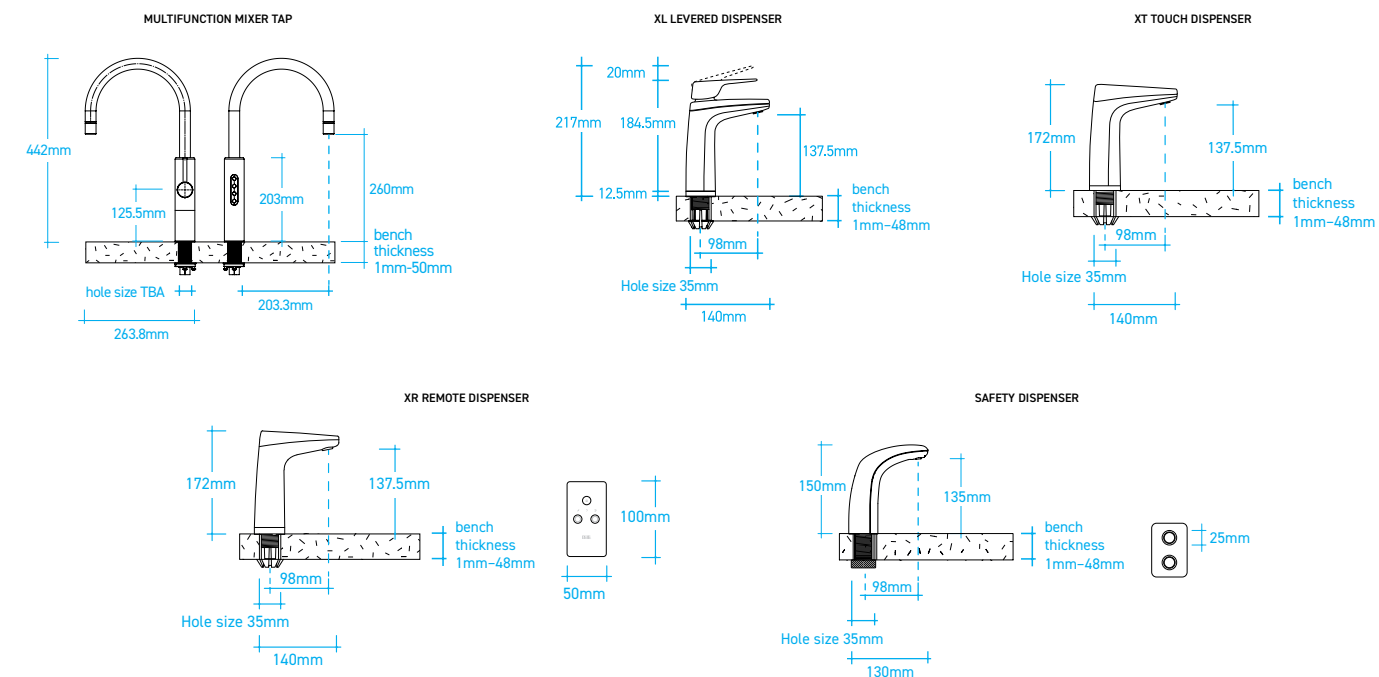 MULTIFUNCTION MIXER TAP
442mm
125.5mm
203mm
260mm
bench
thickness
1mm-50mm
hole size TBA
203.3mm
263.8mm
XL LEVERED DISPENSER
20mm
217mm
184.5mm
137.5mm
12.5mm
bench
thickness
1mm–48mm
98mm
Hole size 35mm
140mm
XT TOUCH DISPENSER
172mm
137.5mm
bench
thickness
1mm–48mm
98mm
Hole size 35mm
140mm
XR REMOTE DISPENSER
172mm
137.5mm
bench
thickness
1mm–48mm
98mm
Hole size 35mm
140mm
100mm
50mm
SAFETY DISPENSER
150mm
135mm
bench
thickness
1mm–48mm
98mm
Hole size 35mm
130mm
25mm